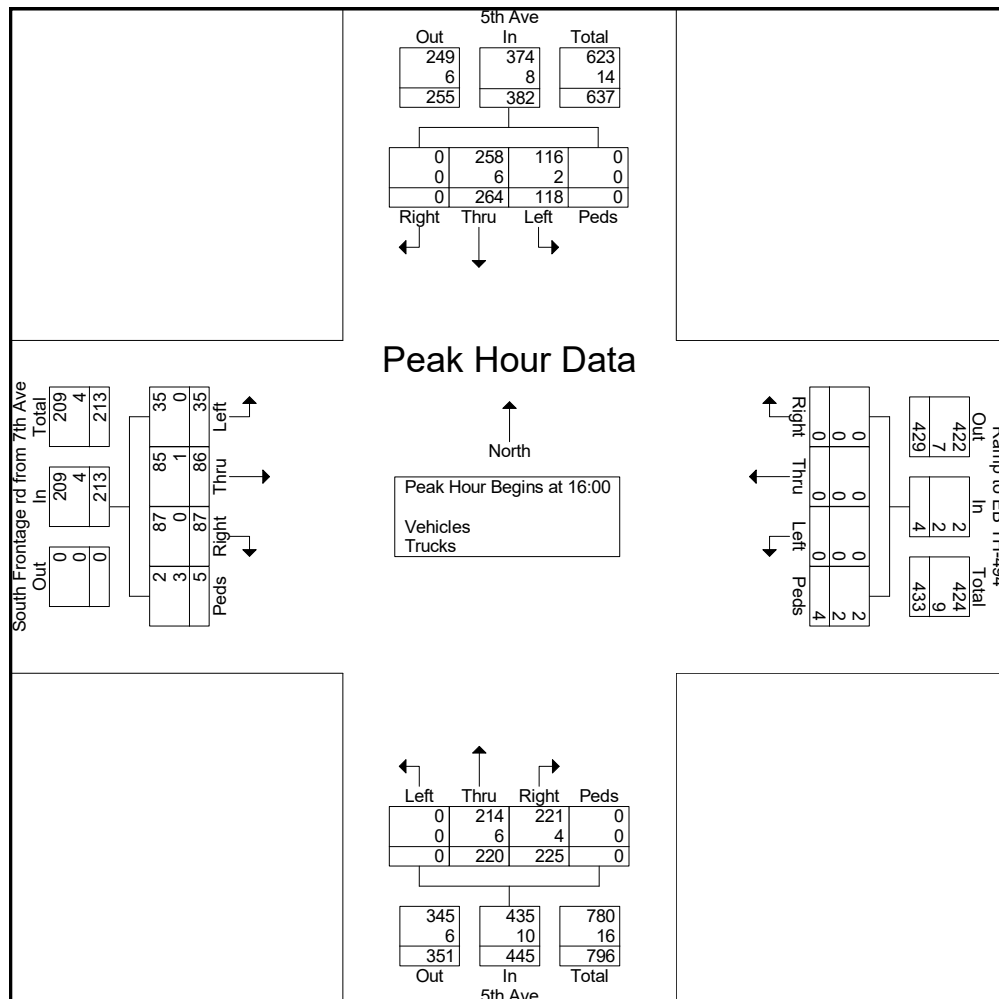 5th Ave
Out In Total
249 374 623
6 8 14
255 382 637
0 258 116 0
0 6 2 0
0 264 118 0
Right Thru Left Peds
Peak Hour Data
North
Peak Hour Begins at 16:00
Vehicles
Trucks
South Frontage rd from 7th Ave
Out In Total
0 209 209
0 4 4
0 213 213
2 87 85 35
3 0 1 0
5 87 86 35
Peds Right Thru Left
Out In Total
422 2 424
7 2 9
429 4 433
Right Thru Left Peds
0 0 0 2
0 0 0 2
0 0 0 4
Left Thru Right Peds
0 214 221 0
0 6 4 0
0 220 225 0
345 435 780
6 10 16
351 445 796
Out In Total
5th Ave